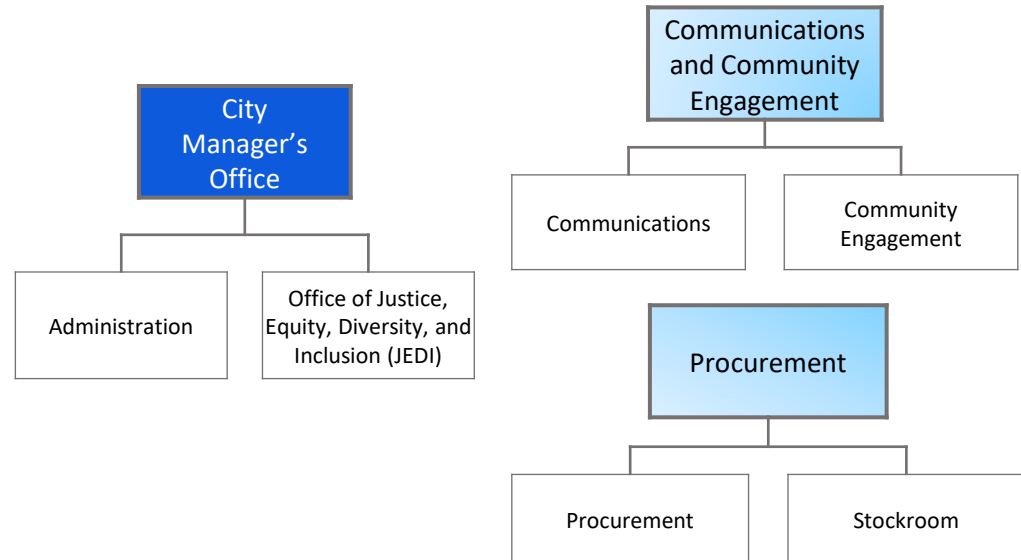 City
Manager’s
Office
Administration
Office of Justice,
Equity, Diversity, and
Inclusion (JEDI)
Communications
and Community
Engagement
Communications
Community
Engagement
Procurement
Procurement
Stockroom